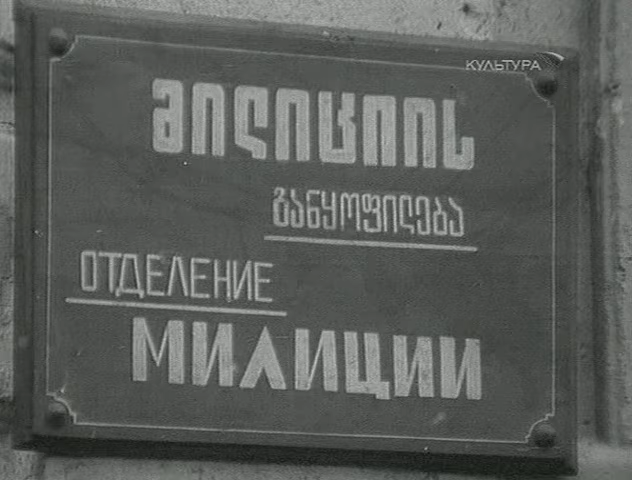 КУЛЬТУРА
მილიციის
განყოფილება
ОТДЕЛЕНИЕ
МИЛИЦИИ